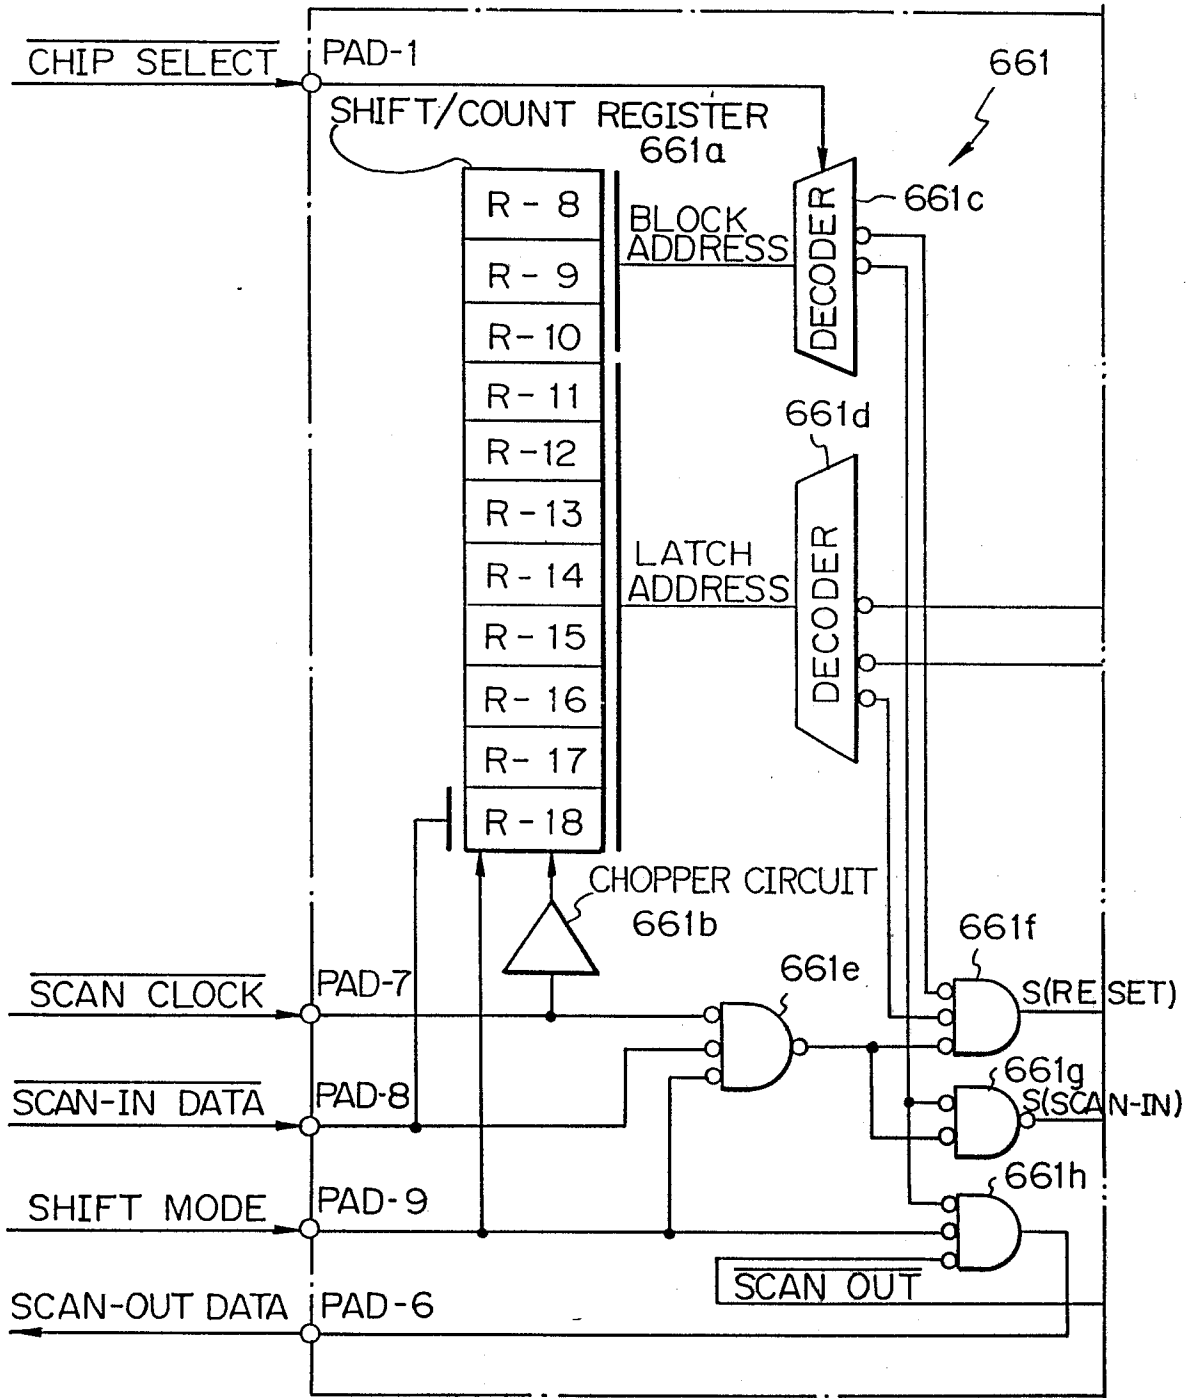 CHIP SELECT
PAD-1
661
SHIFT/COUNT REGISTER
661a
661c
R-8
R-9
R-10
R-11
R-12
R-13
R-14
R-15
R-16
R-17
R-18
BLOCK
ADDRESS
DECODER
661d
LATCH
ADDRESS
DECODER
CHOPPER CIRCUIT
661b
661f
661e
SCAN CLOCK
PAD-7
S(RESET)
661g
SCAN-IN DATA
PAD-8
S(SCAN-IN)
661h
SHIFT MODE
PAD-9
SCAN OUT
SCAN-OUT DATA
PAD-6